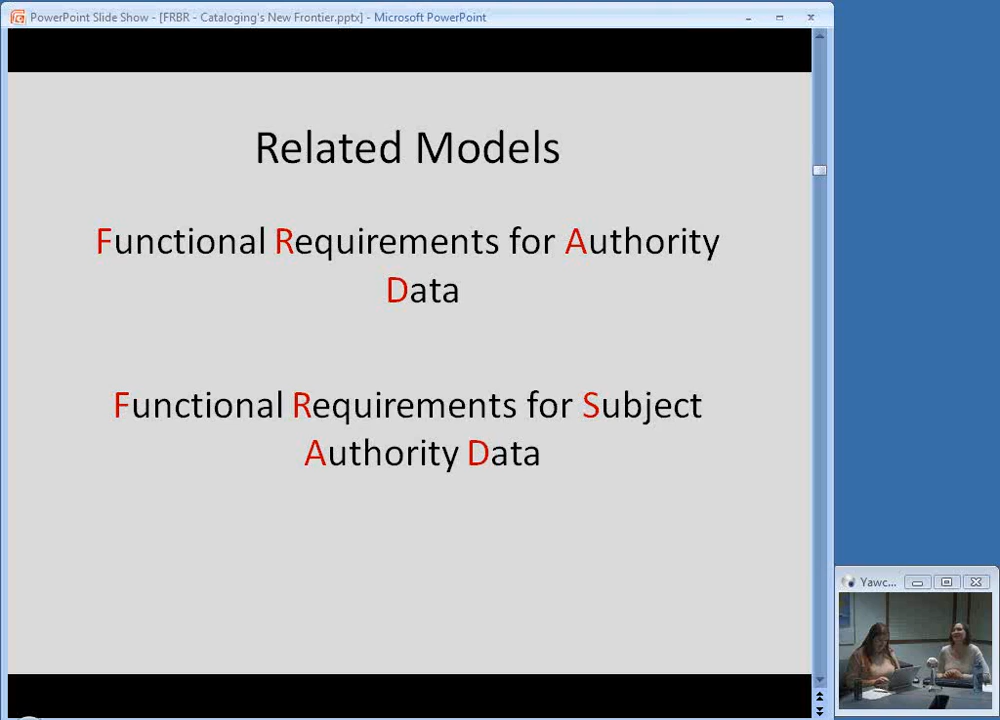 PowerPoint Slide Show - [FRBR - Cataloging's New Frontier.pptx] - Microsoft PowerPoint
Related Models
Functional Requirements for Authority
Data
Functional Requirements for Subject
Authority Data
Yawc...